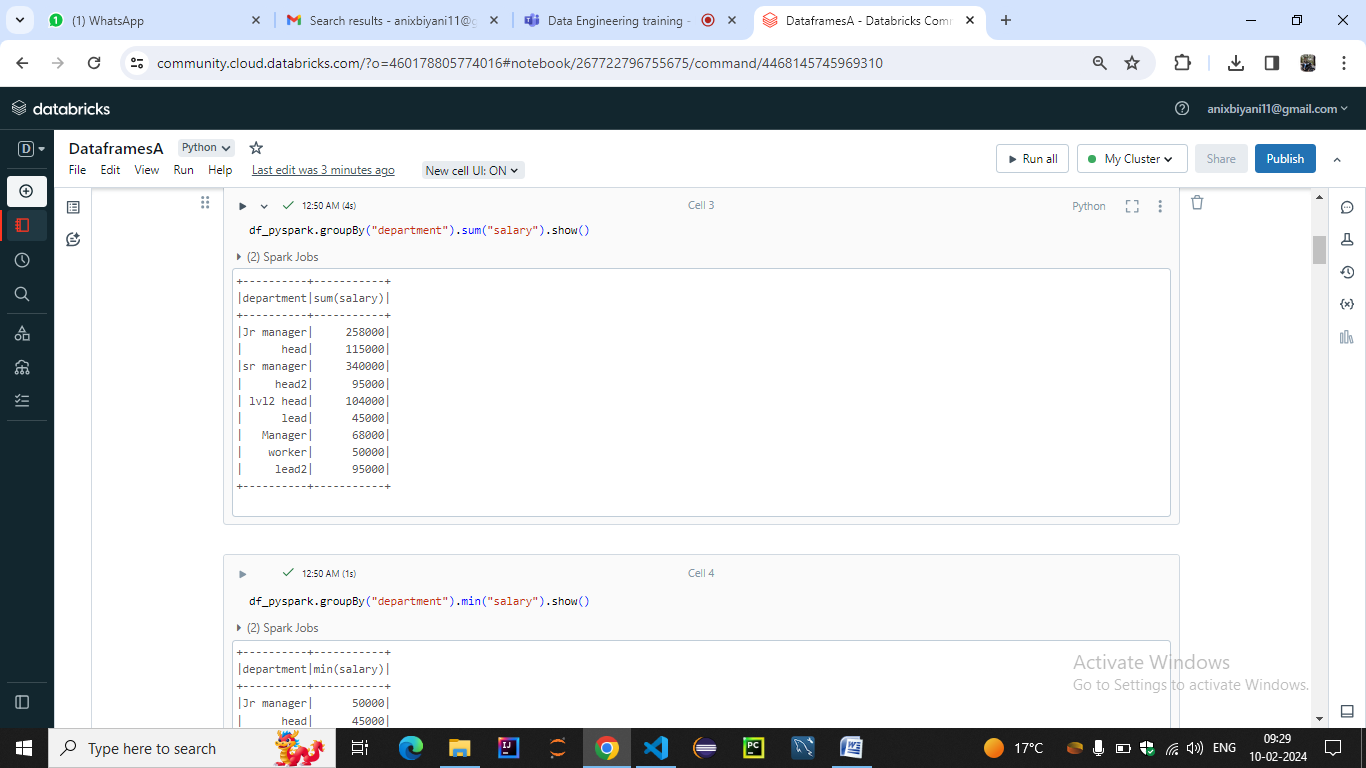 (1) WhatsApp
Search results - anixbiyani11@g
Data Engineering training -
DataframesA - Databricks Comm
community.cloud.databricks.com/?o=460178805774016#notebook/267722796755675/command/4468145745969310
databricks
anixbiyani11@gmail.com
D
DataframesA
Python
File Edit View Run Help Last edit was 3 minutes ago New cell UI: ON
Run all
My Cluster
Share
Publish
12:50 AM (4s)
Cell 3
Python
df_pyspark.groupBy("department").sum("salary").show()
(2) Spark Jobs
+----------+-----------+
|department|sum(salary)|
+----------+-----------+
|Jr manager|     258000|
|      head|     115000|
|sr manager|     340000|
|     head2|      95000|
| lvl2 head|     104000|
|      lead|      45000|
|   Manager|      68000|
|    worker|      50000|
|     lead2|      95000|
+----------+-----------+
12:50 AM (1s)
Cell 4
df_pyspark.groupBy("department").min("salary").show()
(2) Spark Jobs
+----------+-----------+
|department|min(salary)|
+----------+-----------+
|Jr manager|      50000|
|      head|      45000|
Activate Windows
Go to Settings to activate Windows.
Type here to search
17°C
ENG
09:29
10-02-2024